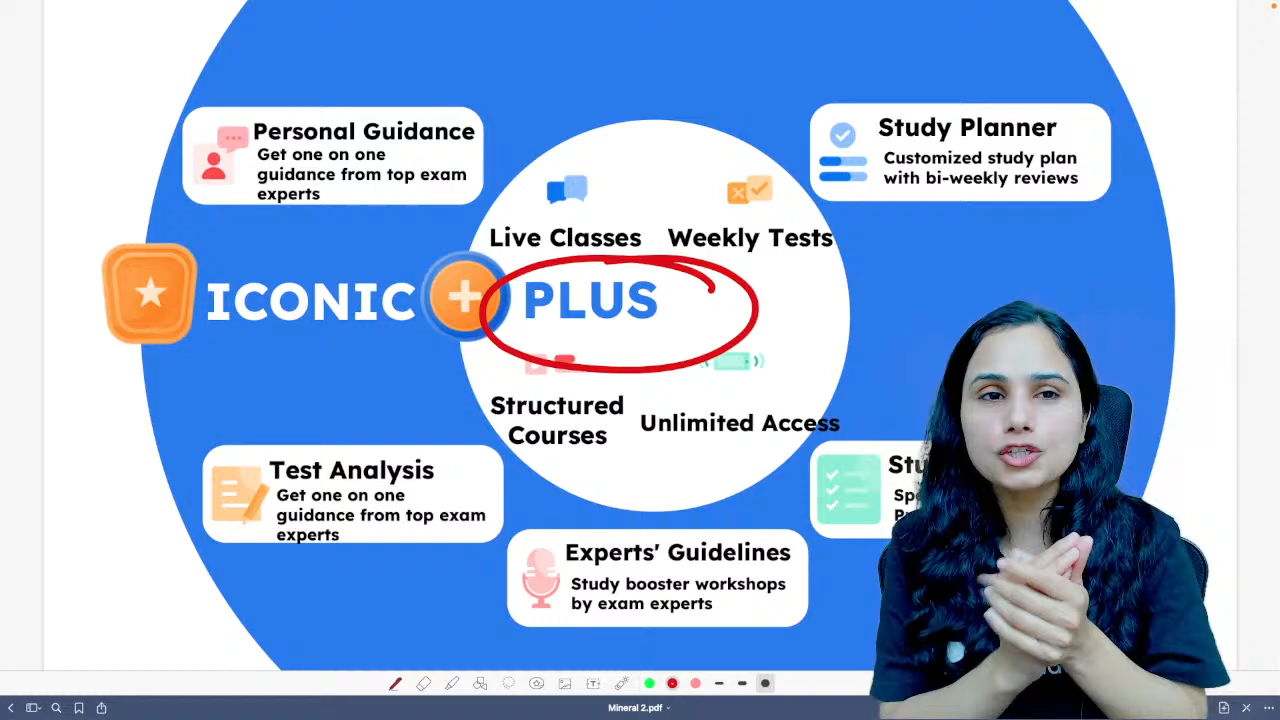 Personal Guidance
Get one on one
guidance from top exam
experts
Study Planner
Customized study plan
with bi-weekly reviews
Live Classes
Weekly Tests
ICONIC
PLUS
Structured
Courses
Unlimited Access
Test Analysis
Get one on one
guidance from top exam
experts
Experts' Guidelines
Study booster workshops
by exam experts
Mineral 2.pdf